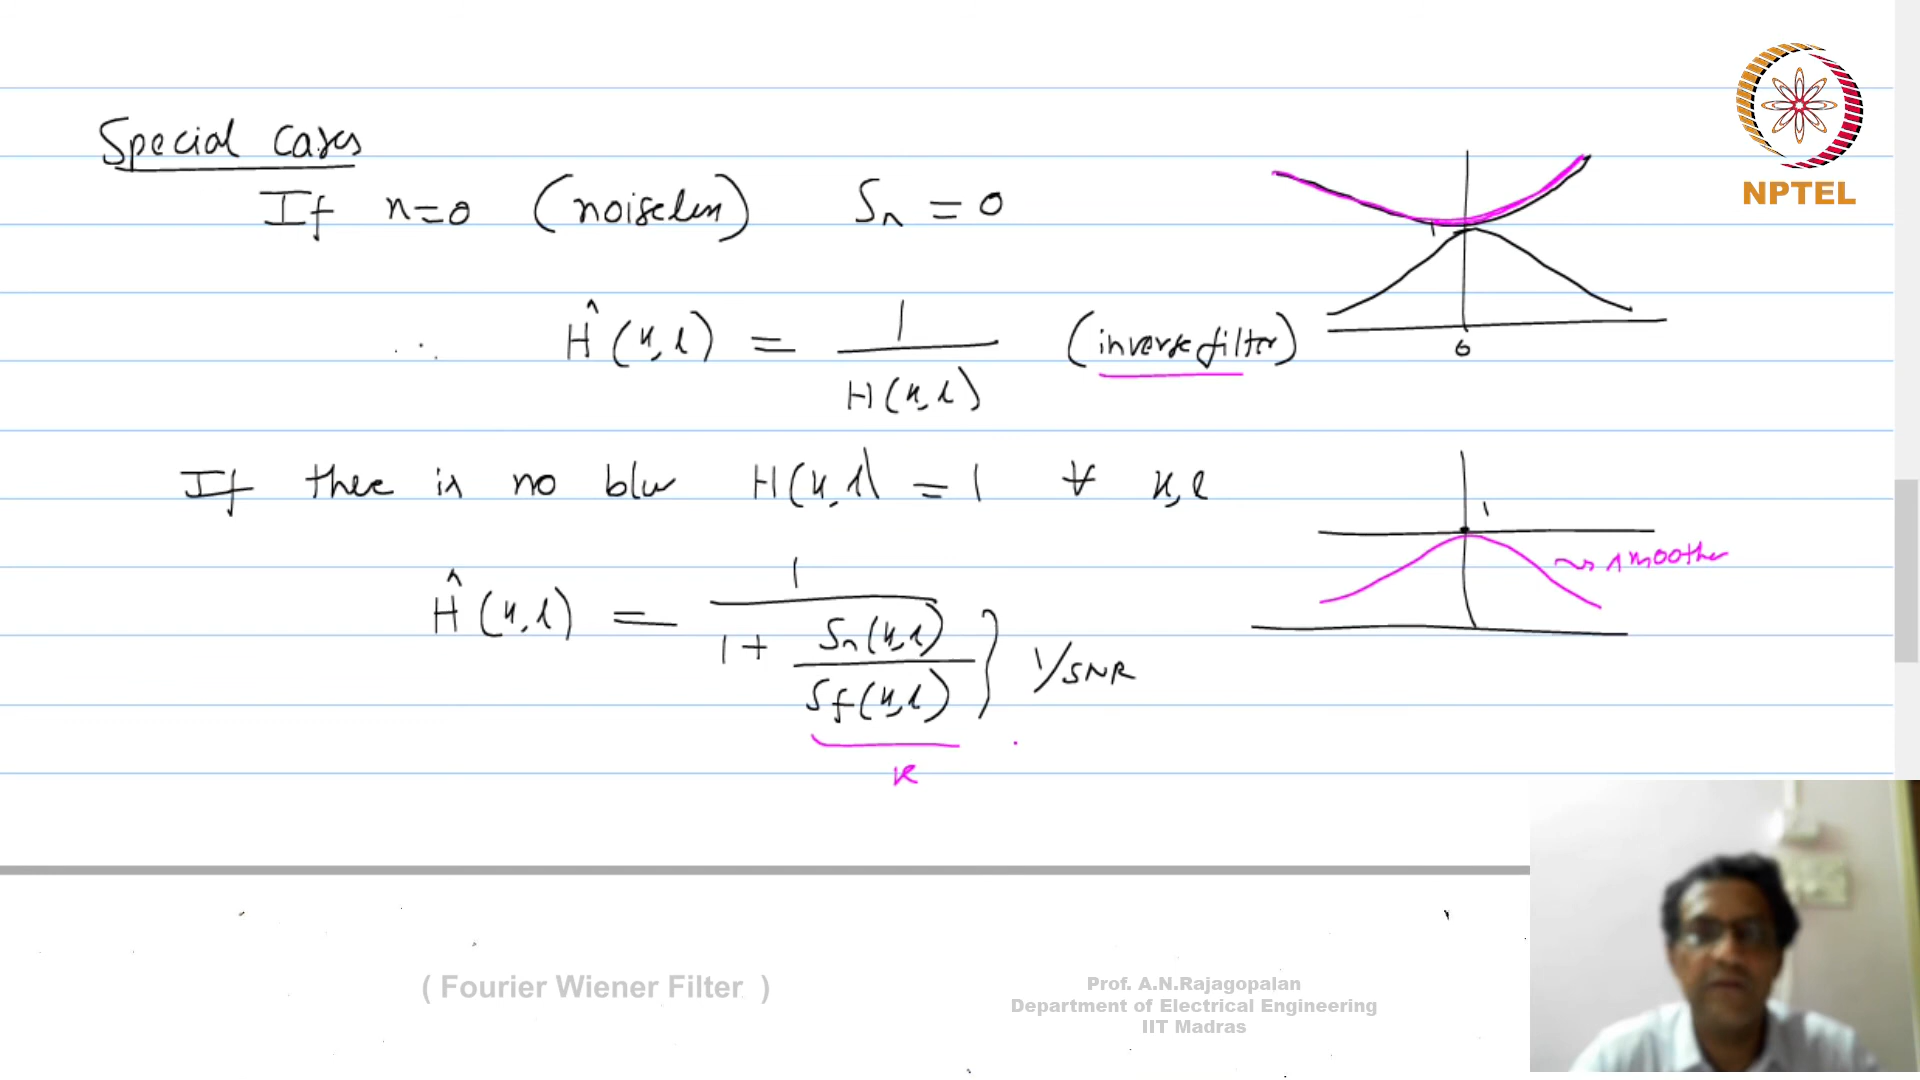 Special Cases
If n=0 (noiseless) Sn = 0
∴ Ĥ(k,l) = 1 / H(k,l) (inverse filter)
1
0
If there is no blur H(k,l) = 1 ∀ k,l
1
smoother
Ĥ(k,l) = 1 / (1 + Sn(k,l) / Sf(k,l)) } 1/SNR
K
NPTEL
( Fourier Wiener Filter )
Prof. A.N.Rajagopalan
Department of Electrical Engineering
IIT Madras